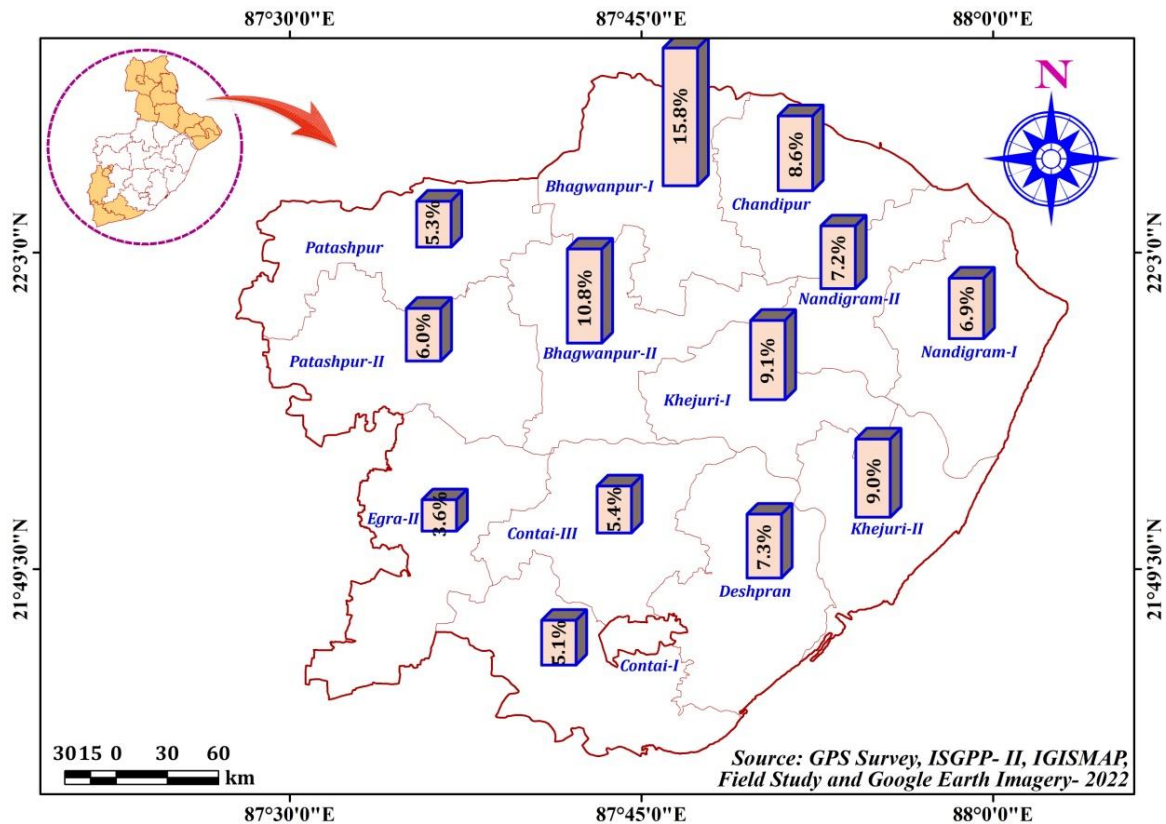 87°30'0"E
87°45'0"E
88°0'0"E
N
15.8%
Bhagwanpur-I
8.6%
Chandipur
5.3%
Patashpur
22°3'0"N
22°3'0"N
7.2%
Nandigram-II
10.8%
Bhagwanpur-II
6.9%
Nandigram-I
6.0%
Patashpur-II
9.1%
Khejuri-I
9.0%
Khejuri-II
3.6%
Egra-II
5.4%
Contai-III
7.3%
Deshpran
21°49'30"N
21°49'30"N
5.1%
Contai-I
30 15 0 30 60
km
Source: GPS Survey, ISGPP- II, IGISMAP,
Field Study and Google Earth Imagery- 2022
87°30'0"E
87°45'0"E
88°0'0"E